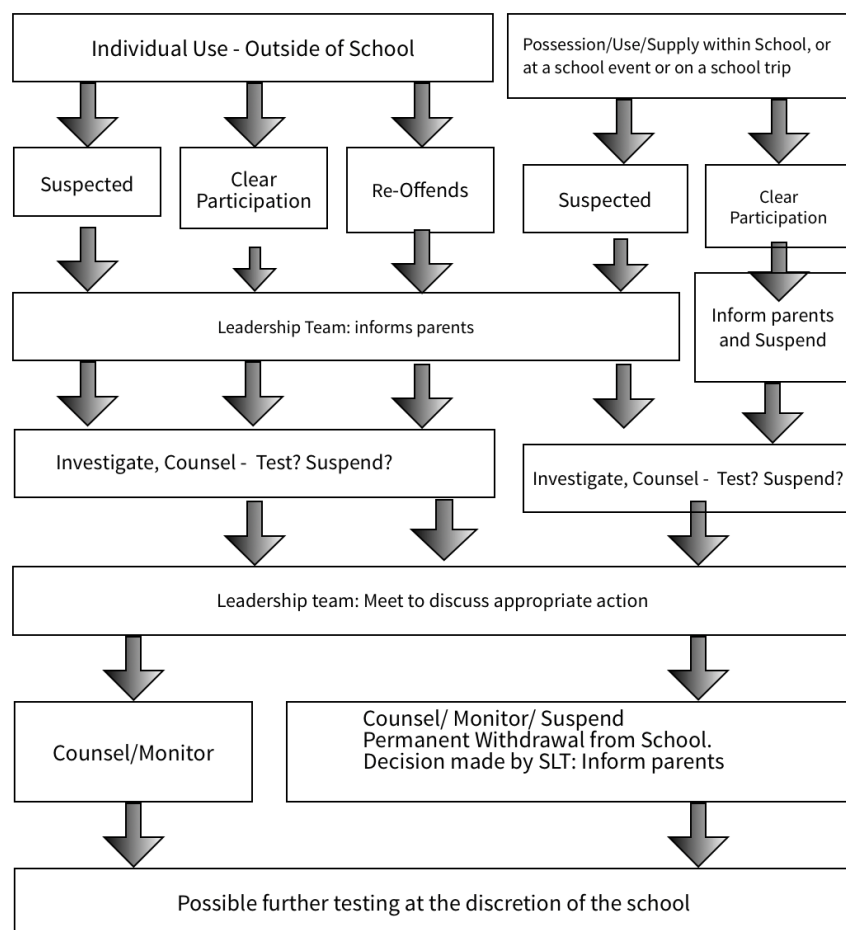 Individual Use - Outside of School
Possession/Use/Supply within School, or
at a school event or on a school trip
Suspected
Clear
Participation
Re-Offends
Suspected
Clear
Participation
Leadership Team: informs parents
Inform parents
and Suspend
Investigate, Counsel -  Test? Suspend?
Investigate, Counsel -  Test? Suspend?
Leadership team: Meet to discuss appropriate action
Counsel/Monitor
Counsel/ Monitor/ Suspend
Permanent Withdrawal from School.
Decision made by SLT: Inform parents
Possible further testing at the discretion of the school